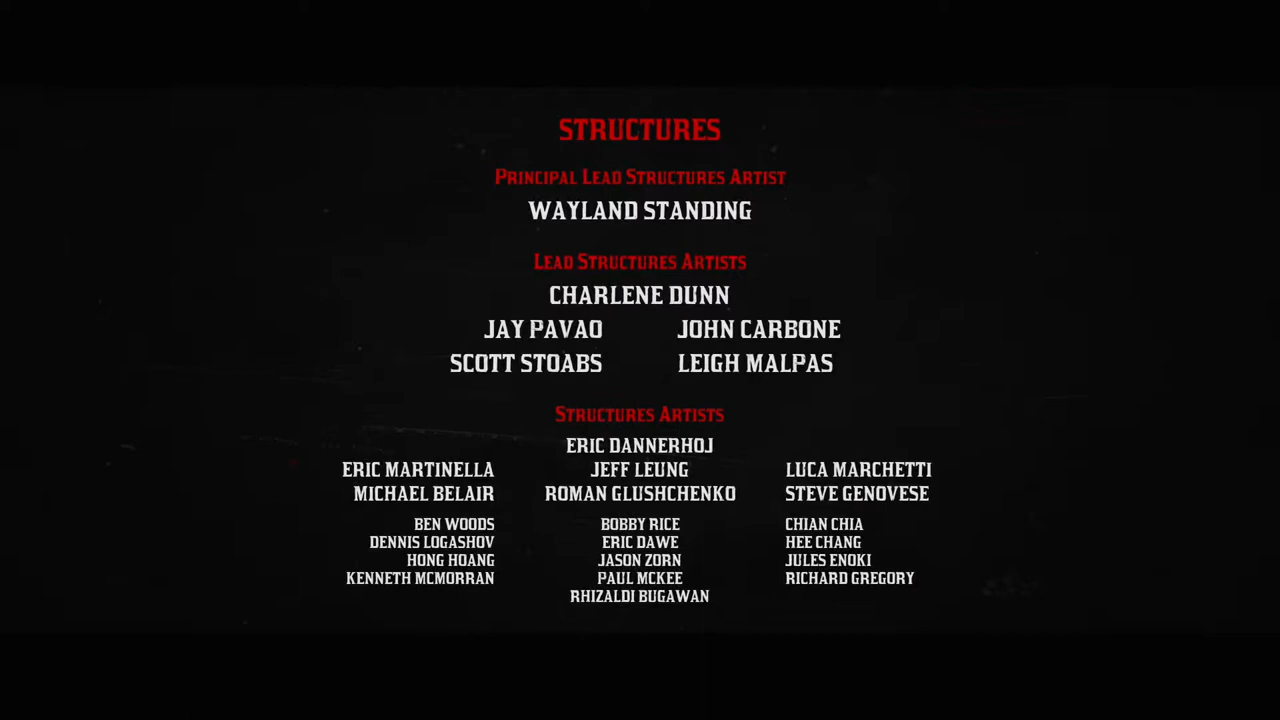 STRUCTURES
PRINCIPAL LEAD STRUCTURES ARTIST
WAYLAND STANDING
LEAD STRUCTURES ARTISTS
CHARLENE DUNN
JAY PAVAO JOHN CARBONE
SCOTT STOABS LEIGH MALPAS
STRUCTURES ARTISTS
ERIC DANNERHOJ
ERIC MARTINELLA JEFF LEUNG LUCA MARCHETTI
MICHAEL BELAIR ROMAN GLUSHCHENKO STEVE GENOVESE
BEN WOODS BOBBY RICE CHIAN CHIA
DENNIS LOGASHOV ERIC DAWE HEE CHANG
HONG HOANG JASON ZORN JULES ENOKI
KENNETH MCMORRAN PAUL MCKEE RICHARD GREGORY
RHIZALDI BUGAWAN